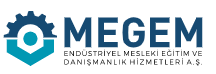 MEGEM
ENDÜSTRİYEL MESLEKİ EĞİTİM VE
DANIŞMANLIK HİZMETLERİ A.Ş.